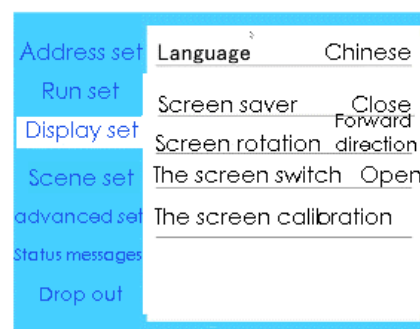 Address set
Run set
Display set
Scene set
advanced set
Status messages
Drop out
Language Chinese
Screen saver Close
Screen rotation Forward direction
The screen switch Open
The screen calibration